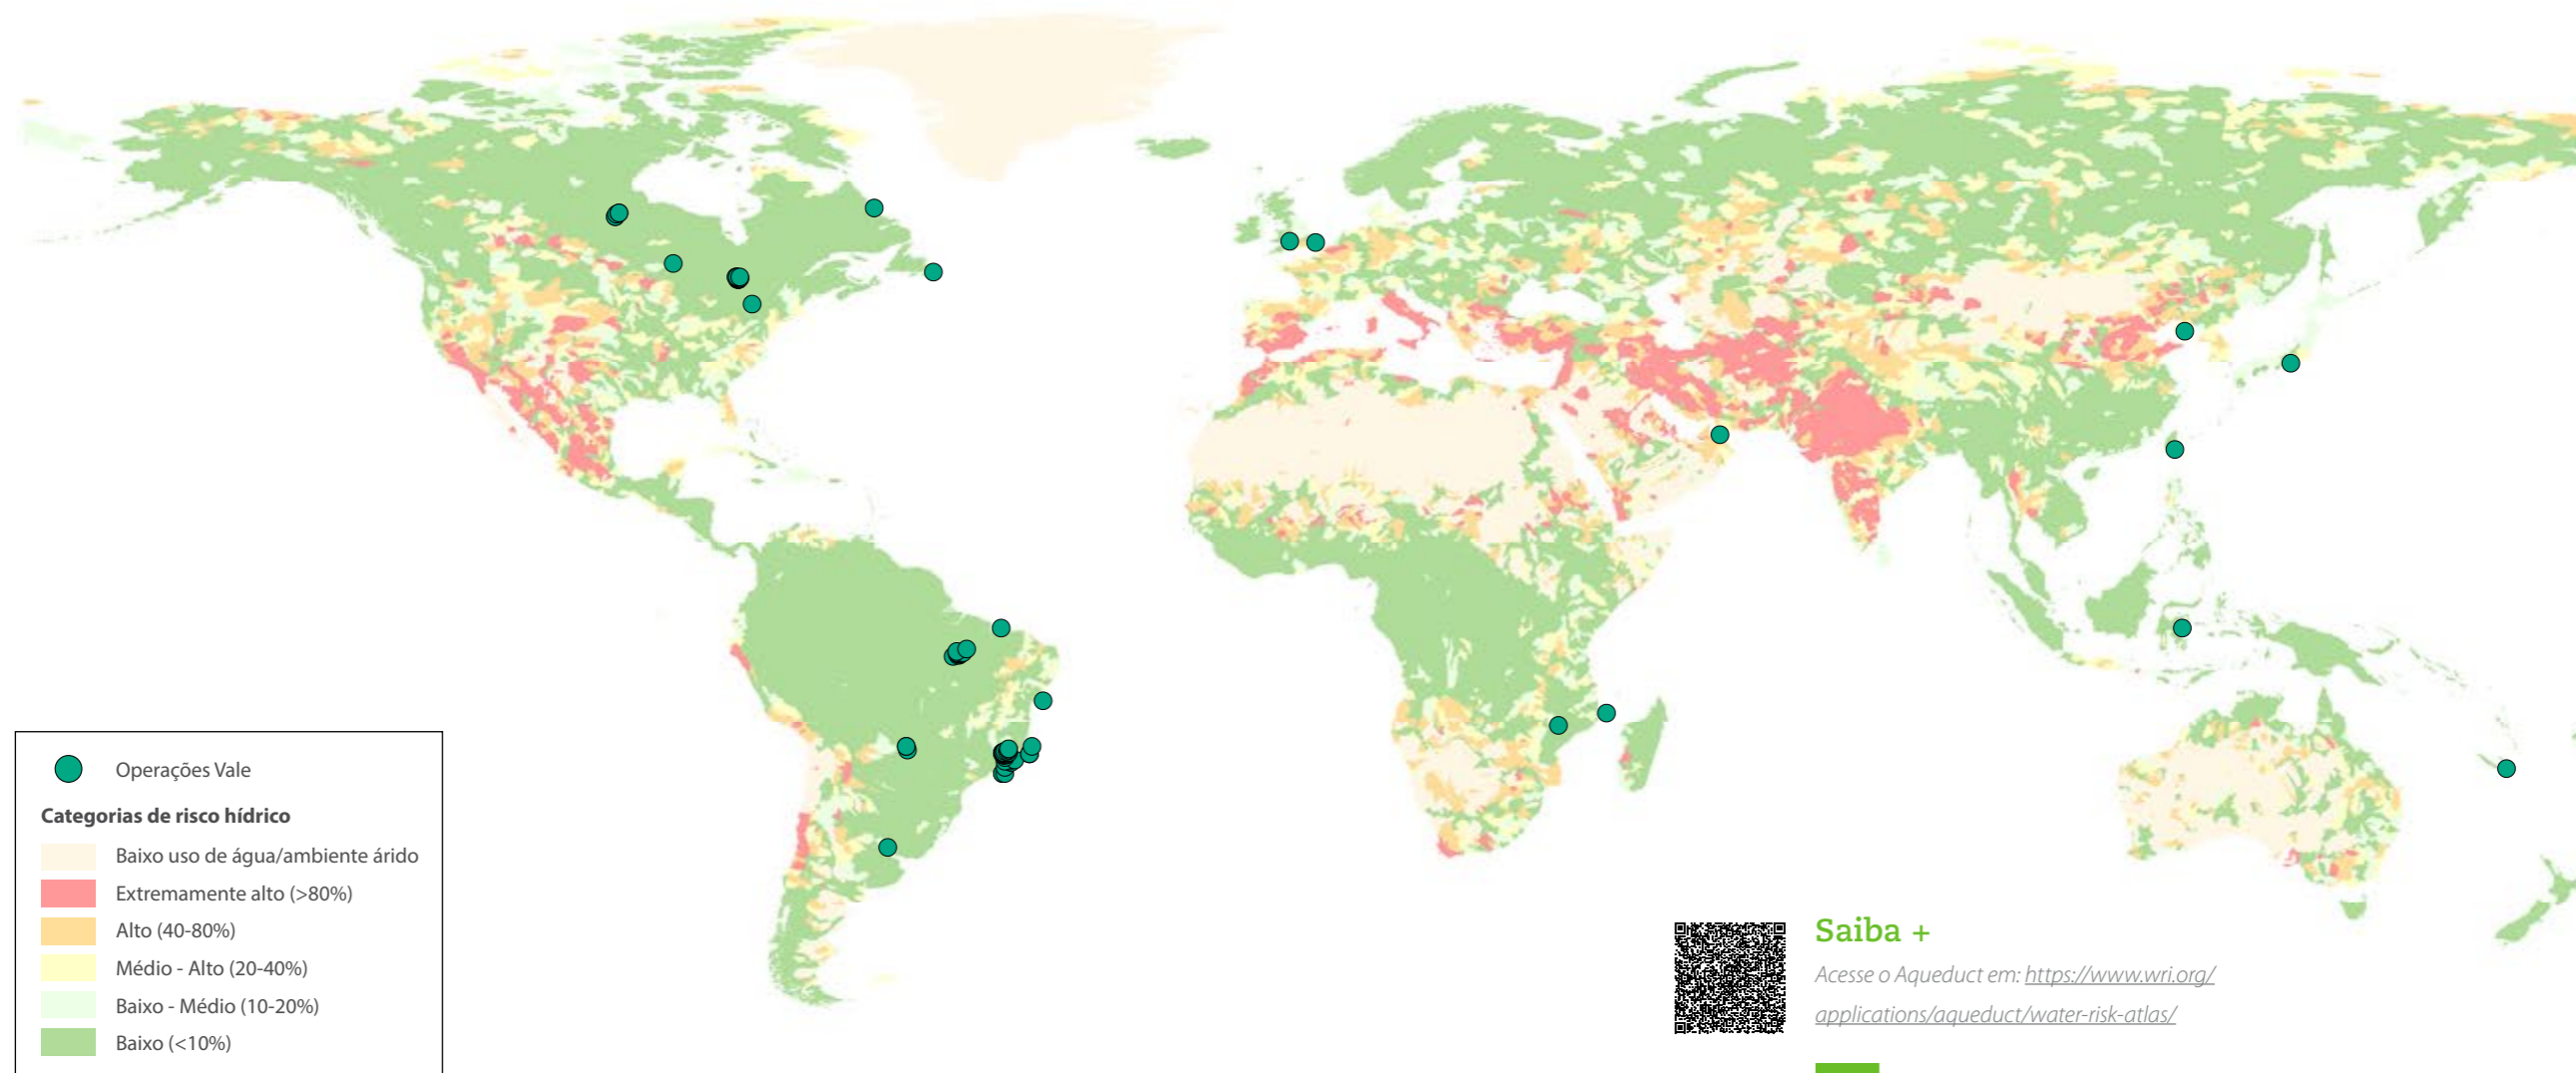 Operações Vale
Categorias de risco hídrico
Baixo uso de água/ambiente árido
Extremamente alto (>80%)
Alto (40-80%)
Médio - Alto (20-40%)
Baixo - Médio (10-20%)
Baixo (<10%)
Saiba +
Acesse o Aqueduct em: https://www.wri.org/
applications/aqueduct/water-risk-atlas/